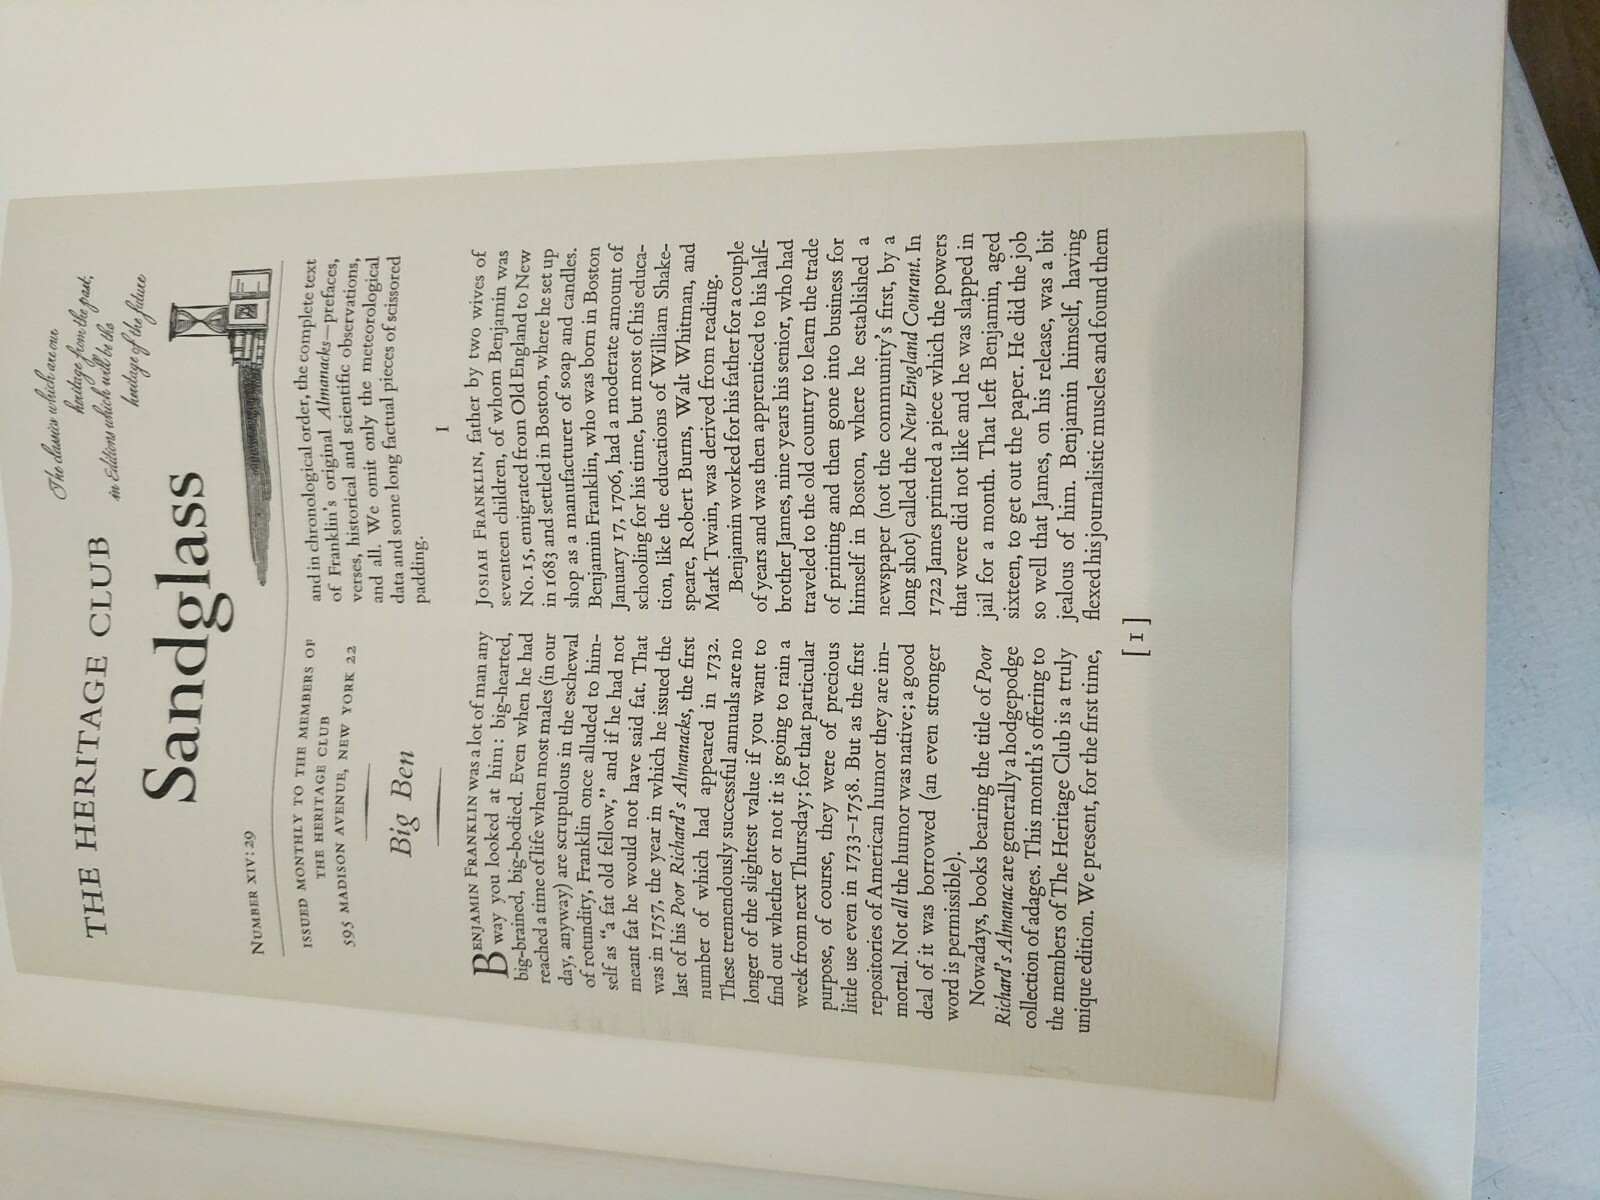 THE HERITAGE CLUB
Sandglass
The classics which are our
heritage from the past,
in Editions which will be the
heritage of the future
NUMBER XIV: 29
ISSUED MONTHLY TO THE MEMBERS OF
THE HERITAGE CLUB
595 MADISON AVENUE, NEW YORK 22
Big Ben
BENJAMIN FRANKLIN was a lot of man any
way you looked at him: big-hearted,
big-brained, big-bodied. Even when he had
reached a time of life when most males (in our
day, anyway) are scrupulous in the eschewal
of rotundity, Franklin once alluded to him-
self as "a fat old fellow," and if he had not
meant fat he would not have said fat. That
was in 1757, the year in which he issued the
last of his Poor Richard's Almanacks, the first
number of which had appeared in 1732.
These tremendously successful annuals are no
longer of the slightest value if you want to
find out whether or not it is going to rain a
week from next Thursday; for that particular
purpose, of course, they were of precious
little use even in 1733-1758. But as the first
repositories of American humor they are im-
mortal. Not all the humor was native; a good
deal of it was borrowed (an even stronger
word is permissible).
Nowadays, books bearing the title of Poor
Richard's Almanac are generally a hodgepodge
collection of adages. This month's offering to
the members of The Heritage Club is a truly
unique edition. We present, for the first time,
and in chronological order, the complete text
of Franklin's original Almanacks—prefaces,
verses, historical and scientific observations,
and all. We omit only the meteorological
data and some long factual pieces of scissored
padding.
I
JOSIAH FRANKLIN, father by two wives of
seventeen children, of whom Benjamin was
No. 15, emigrated from Old England to New
in 1683 and settled in Boston, where he set up
shop as a manufacturer of soap and candles.
Benjamin Franklin, who was born in Boston
January 17, 1706, had a moderate amount of
schooling for his time, but most of his educa-
tion, like the educations of William Shake-
speare, Robert Burns, Walt Whitman, and
Mark Twain, was derived from reading.
Benjamin worked for his father for a couple
of years and was then apprenticed to his half-
brother James, nine years his senior, who had
traveled to the old country to learn the trade
of printing and then gone into business for
himself in Boston, where he established a
newspaper (not the community's first, by a
long shot) called the New England Courant. In
1722 James printed a piece which the powers
that were did not like and he was slapped in
jail for a month. That left Benjamin, aged
sixteen, to get out the paper. He did the job
so well that James, on his release, was a bit
jealous of him. Benjamin himself, having
flexed his journalistic muscles and found them
[ 1 ]